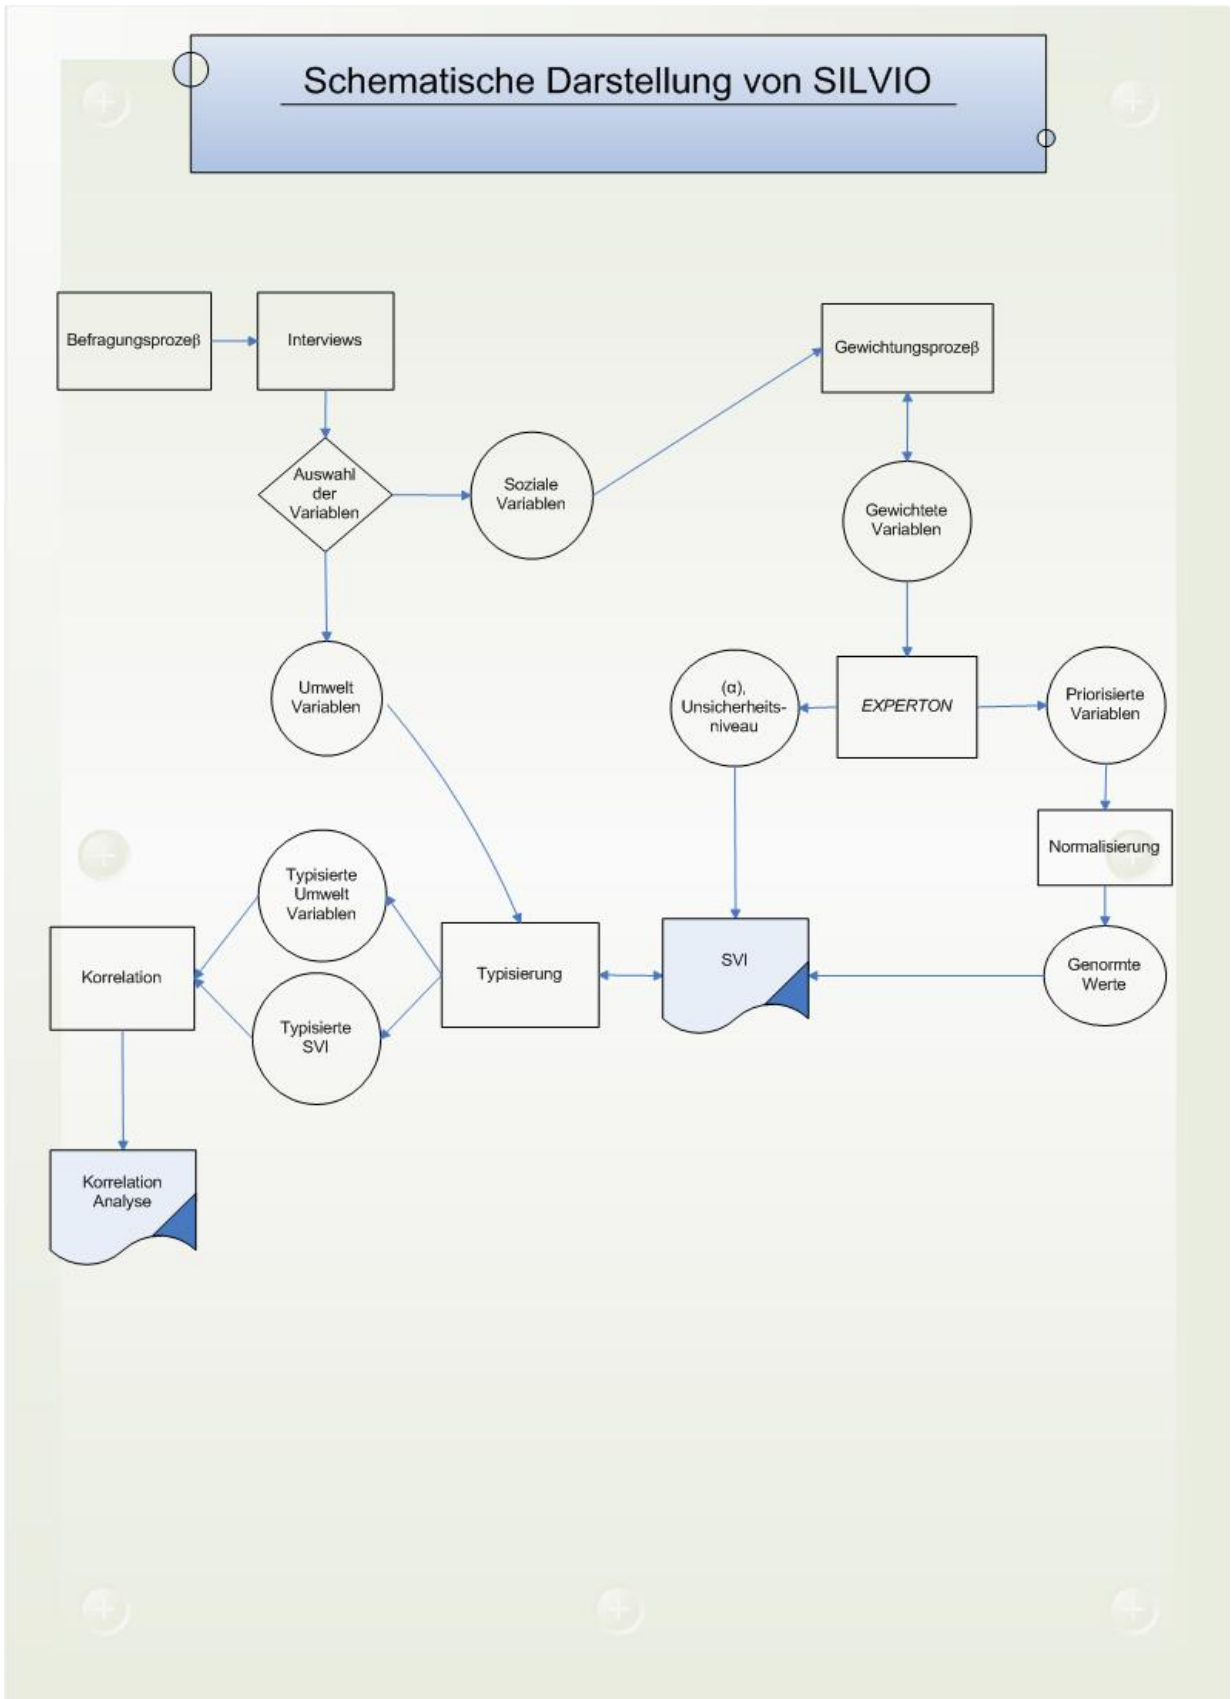 Schematische Darstellung von SILVIO
Befragungsprozeβ
Interviews
Gewichtungsprozeβ
Auswahl
der
Variablen
Soziale
Variablen
Gewichtete
Variablen
Umwelt
Variablen
(α),
Unsicherheits-
niveau
EXPERTON
Priorisierte
Variablen
Normalisierung
Typisierte
Umwelt
Variablen
Korrelation
Typisierung
SVI
Genormte
Werte
Typisierte
SVI
Korrelation
Analyse